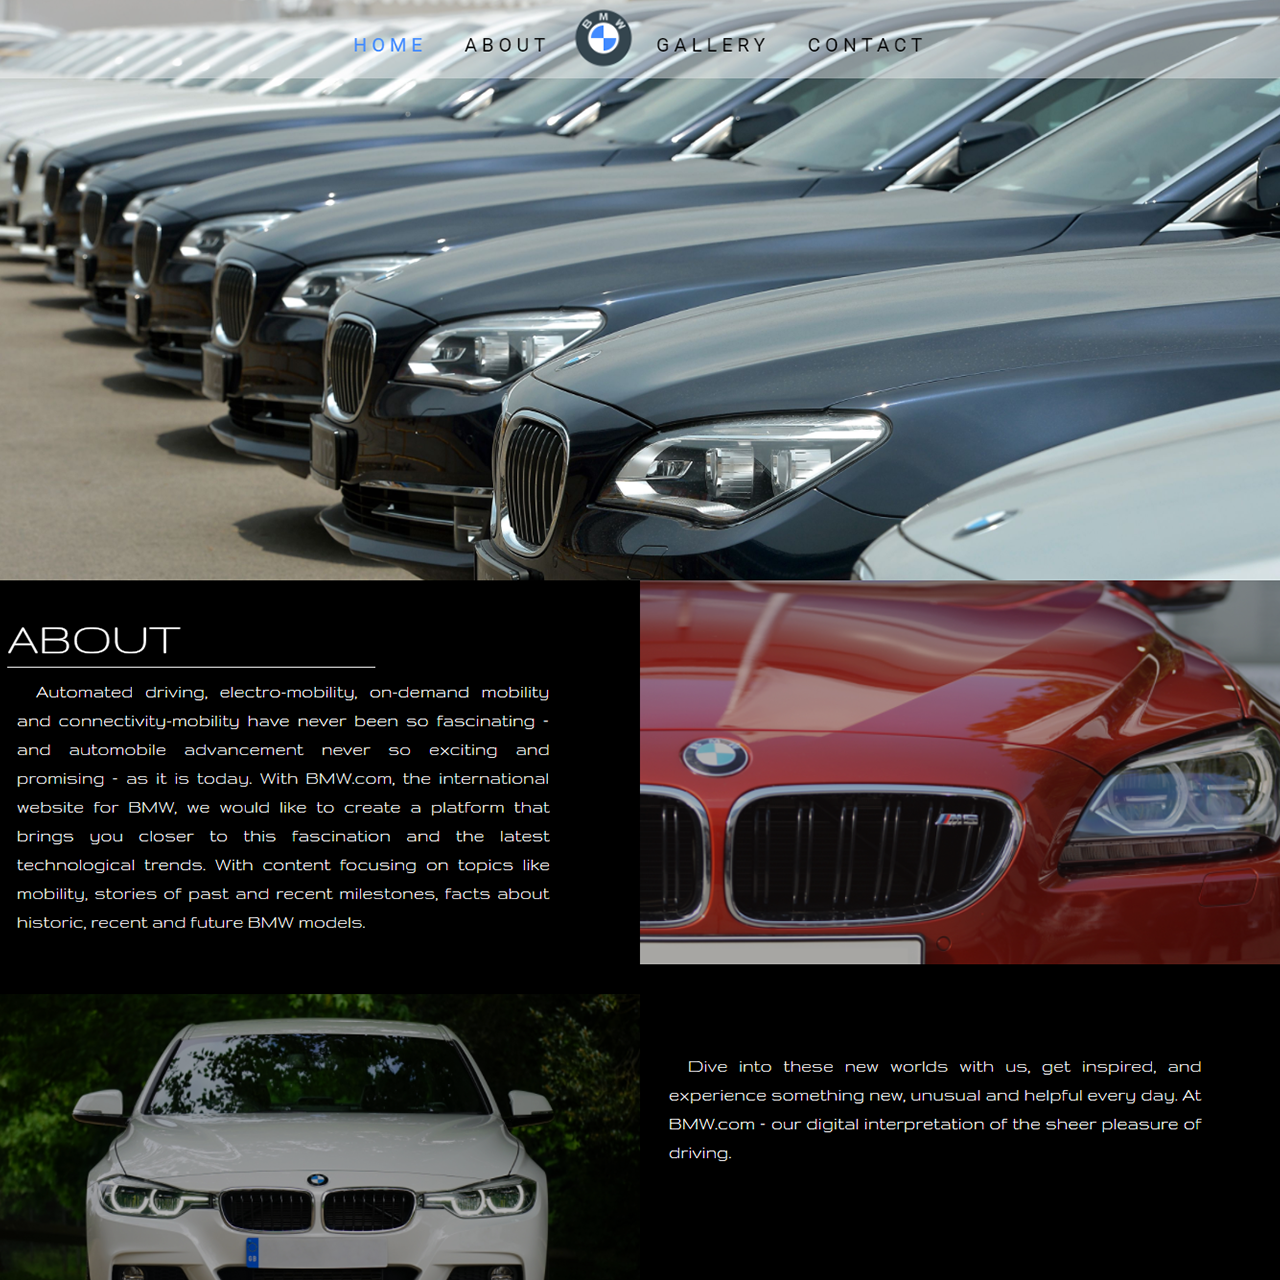 HOME ABOUT BMW GALLERY CONTACT
ABOUT
Automated driving, electro-mobility, on-demand mobility
and connectivity-mobility have never been so fascinating -
and automobile advancement never so exciting and
promising - as it is today. With BMW.com, the international
website for BMW, we would like to create a platform that
brings you closer to this fascination and the latest
technological trends. With content focusing on topics like
mobility, stories of past and recent milestones, facts about
historic, recent and future BMW models.
Dive into these new worlds with us, get inspired, and
experience something new, unusual and helpful every day. At
BMW.com - our digital interpretation of the sheer pleasure of
driving.